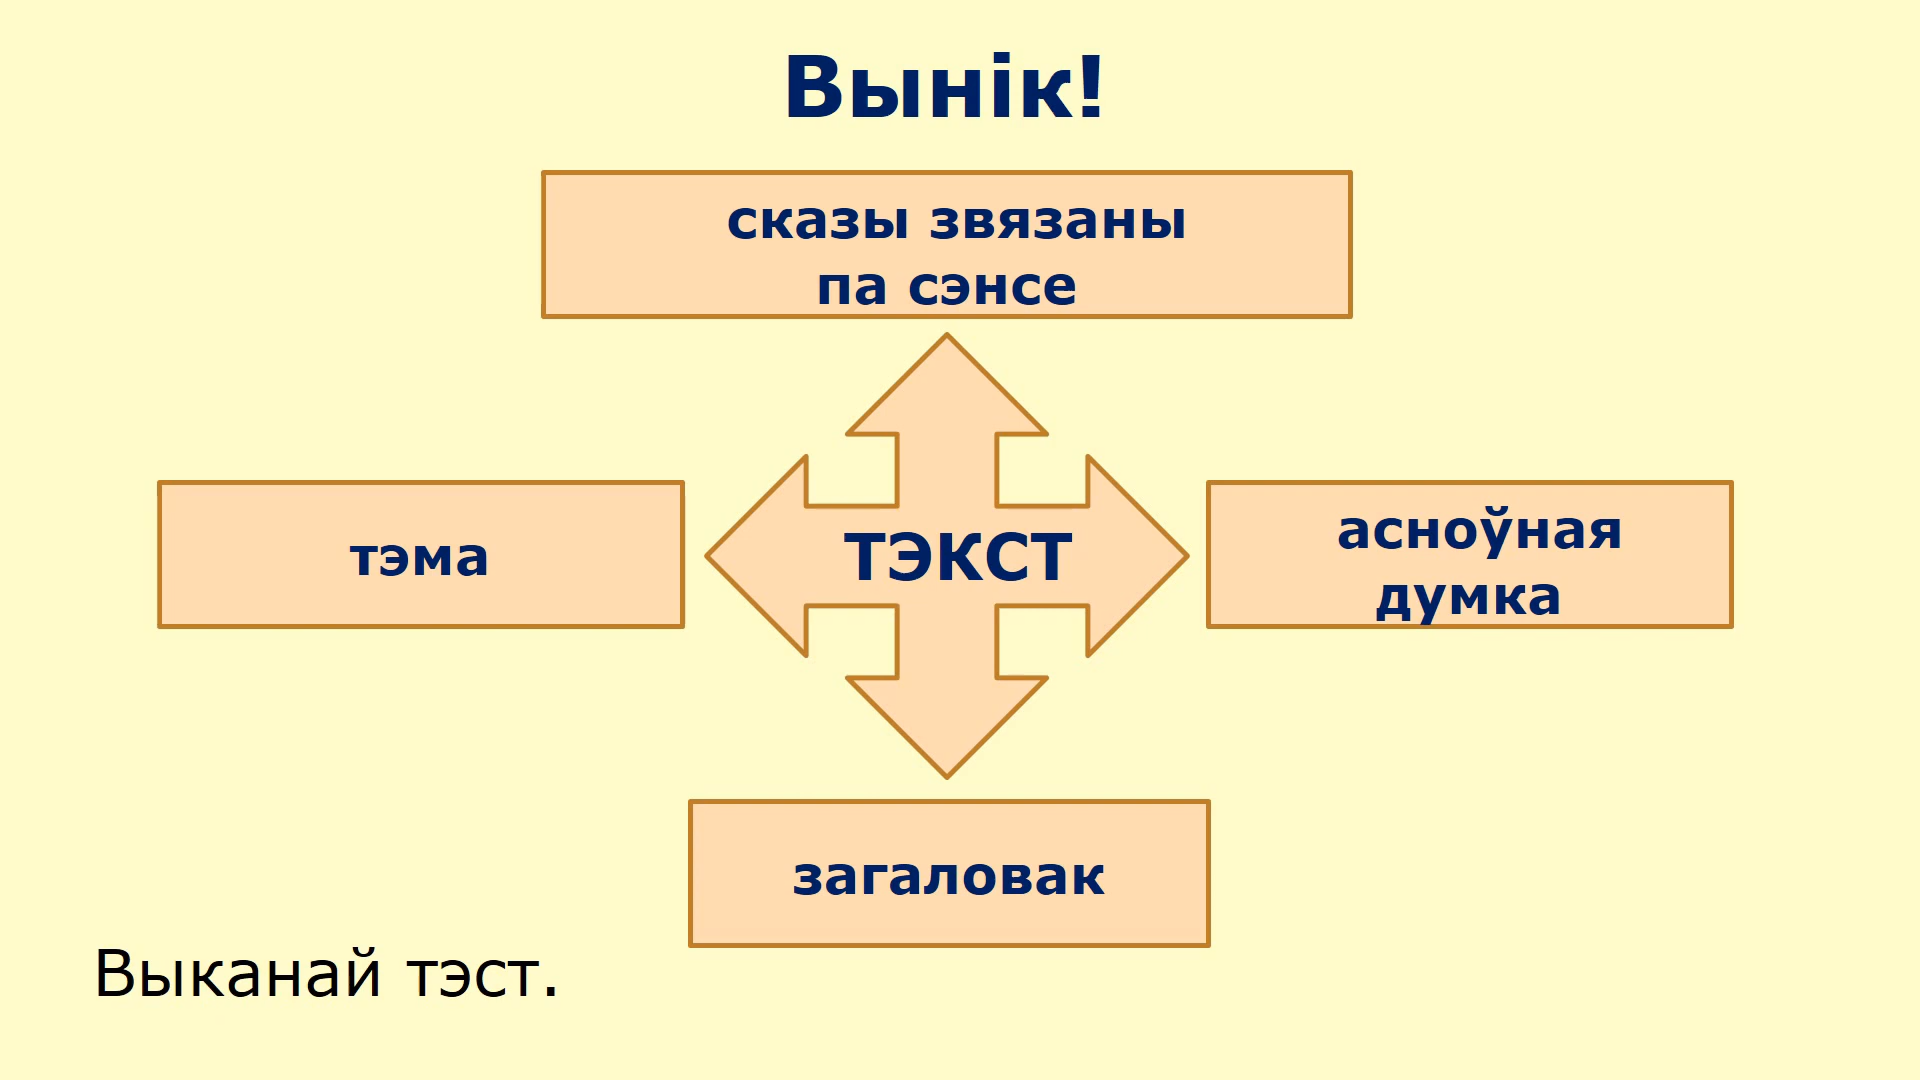 Вынік!
сказы звязаны
па сэнсе
тэма
ТЭКСТ
асноўная
думка
загаловак
Выканай тэст.